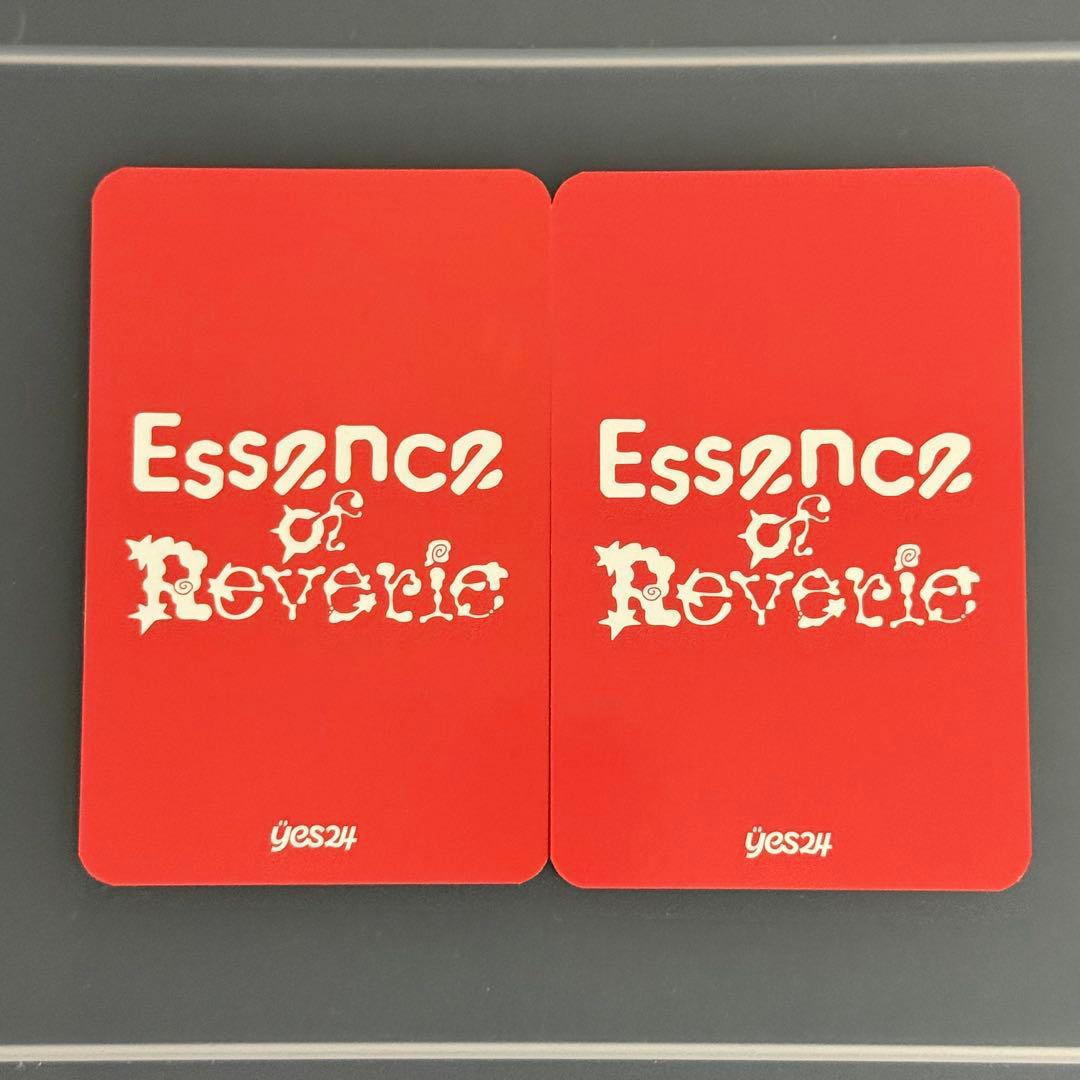 Essence
of
Reverie
yes24
Essence
of
Reverie
yes24